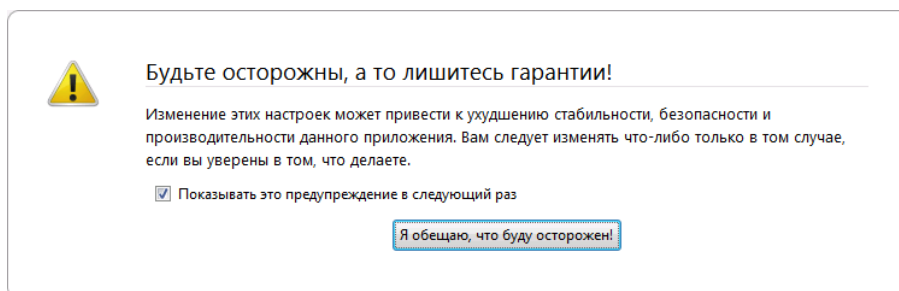 Будьте осторожны, а то лишитесь гарантии!
Изменение этих настроек может привести к ухудшению стабильности, безопасности и
производительности данного приложения. Вам следует изменять что-либо только в том случае,
если вы уверены в том, что делаете.
Показывать это предупреждение в следующий раз
Я обещаю, что буду осторожен!